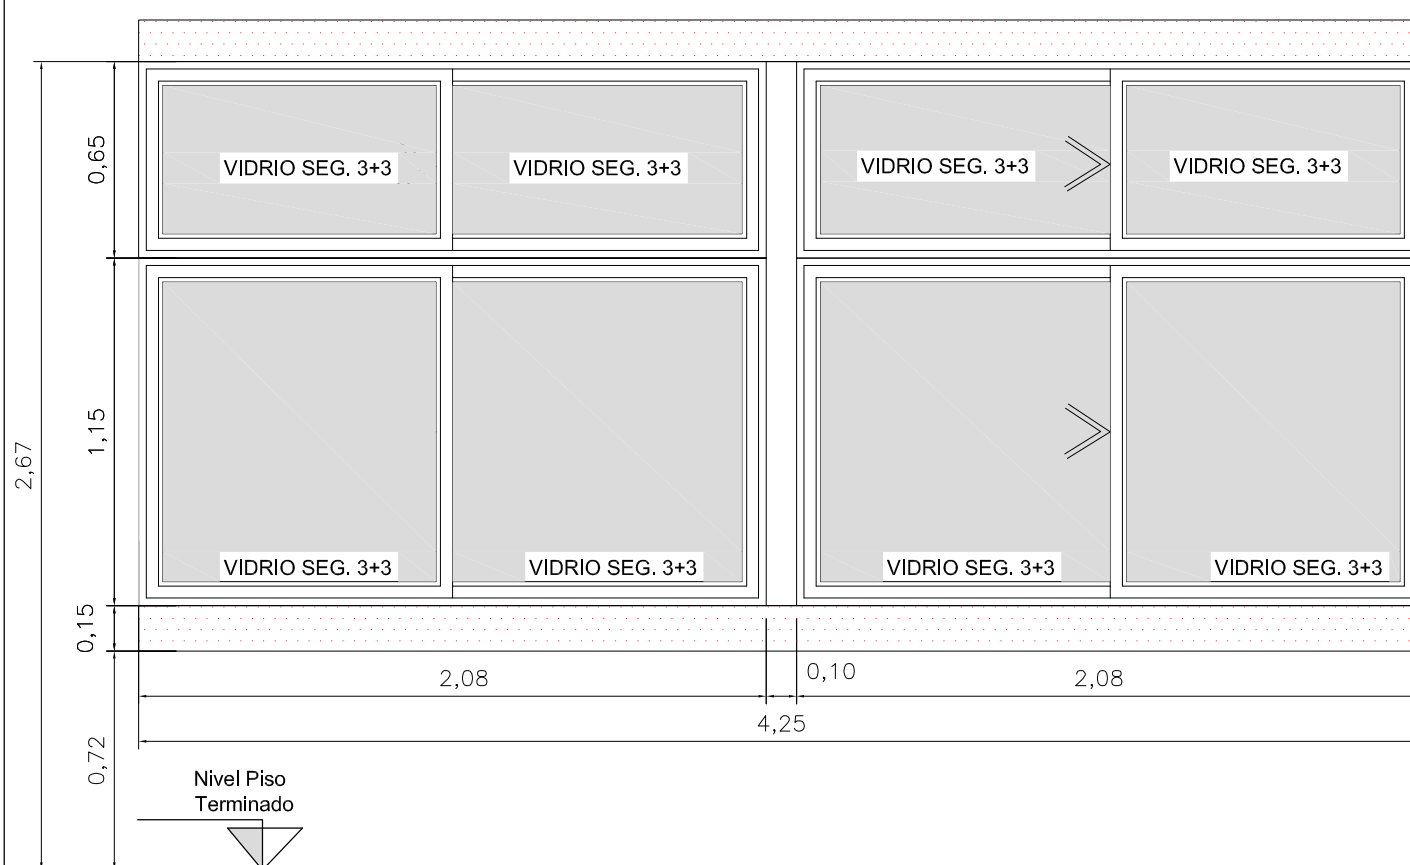 VIDRIO SEG. 3+3
VIDRIO SEG. 3+3
VIDRIO SEG. 3+3
VIDRIO SEG. 3+3
0,65
1,15
2,67
VIDRIO SEG. 3+3
VIDRIO SEG. 3+3
VIDRIO SEG. 3+3
VIDRIO SEG. 3+3
0,15
2,08
0,10
2,08
4,25
0,72
Nivel Piso
Terminado